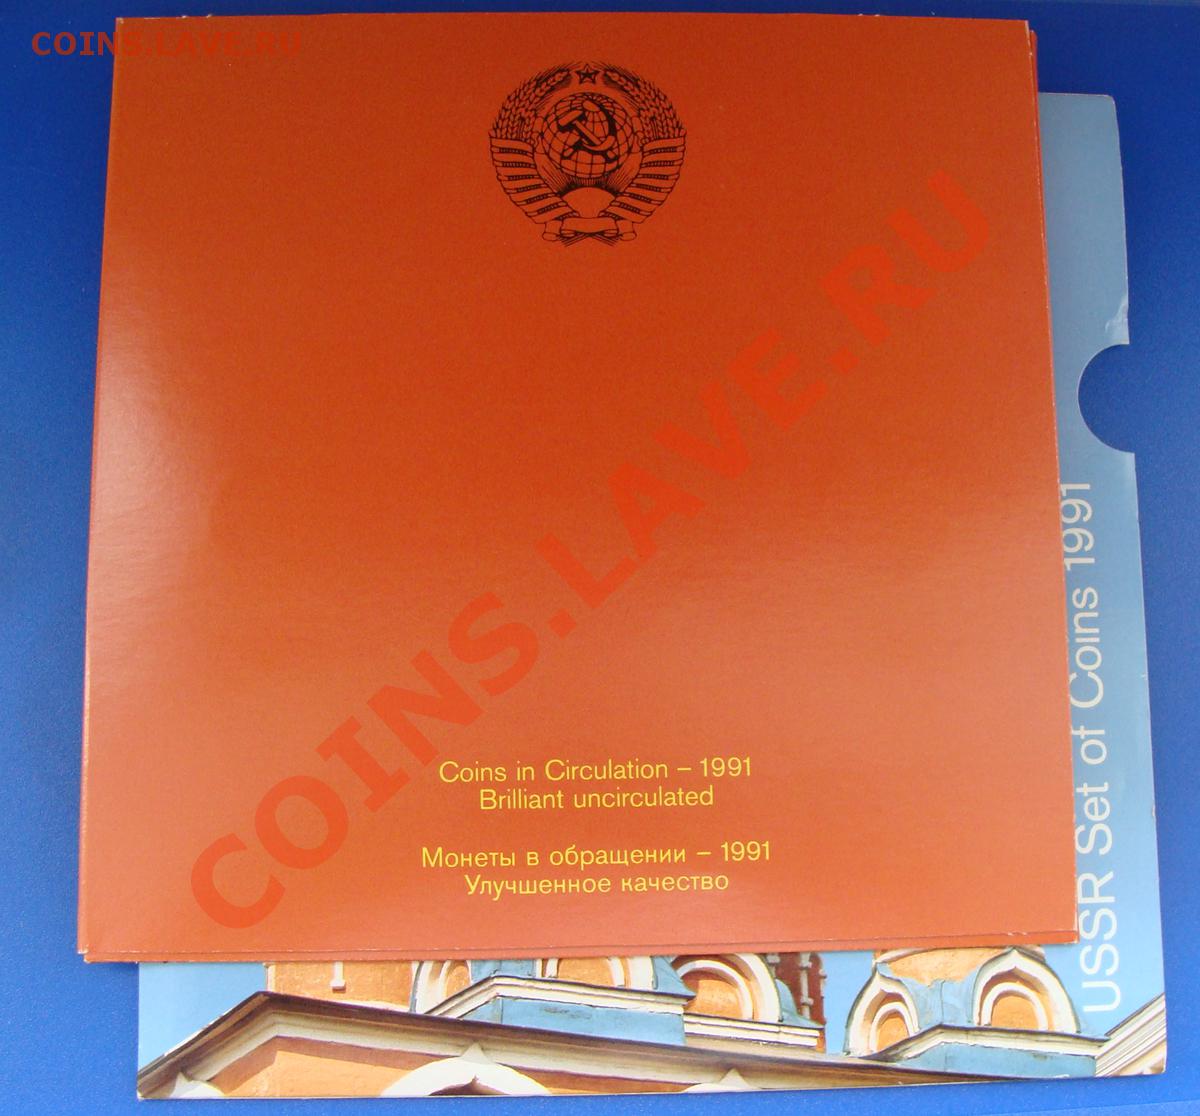 COINS.LAVE.RU
COINS.LAVE.RU
Coins in Circulation – 1991
Brilliant uncirculated
Монеты в обращении – 1991
Улучшенное качество
USSR Set of Coins 1991